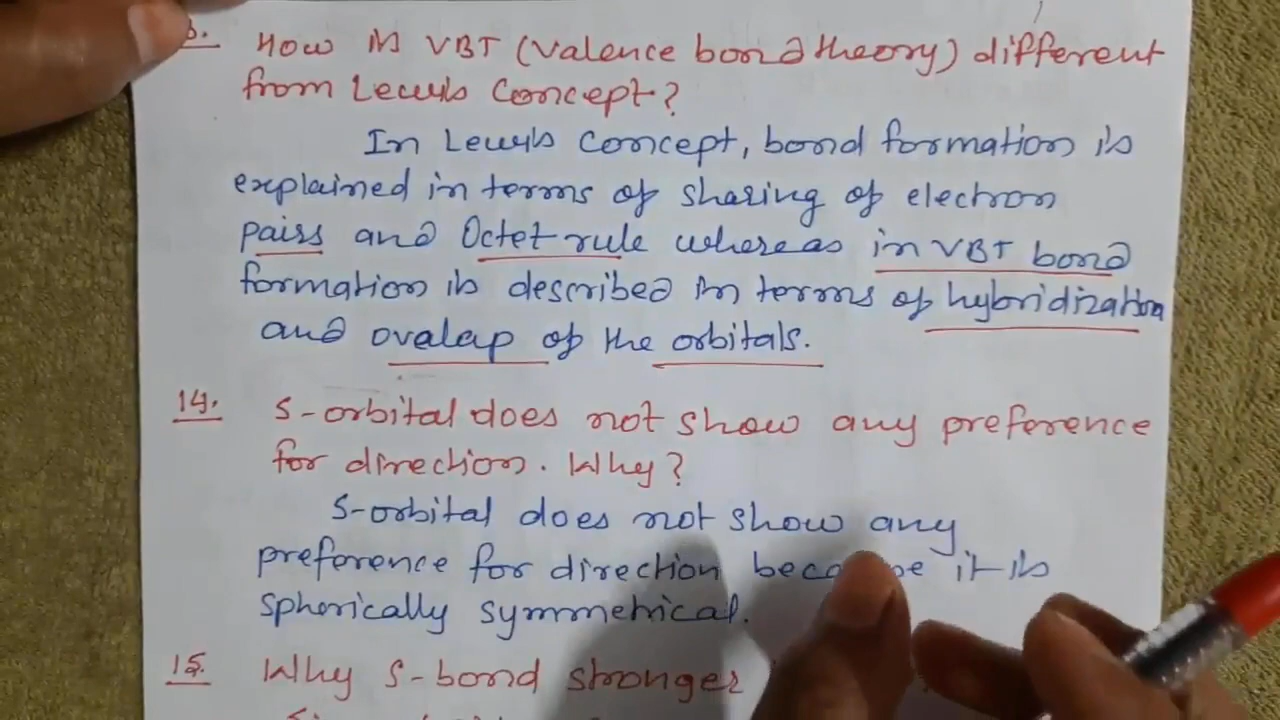 3. How is VBT (Valence bond theory) different
from Lewis Concept?
In Lewis Concept, bond formation is
explained in terms of sharing of electron
pairs and Octet rule whereas in VBT bond
formation is described in terms of hybridization
and ovalap of the orbitals.
14. S-orbital does not show any preference
for direction. Why?
S-orbital does not show any
preference for direction because it is
spherically symmetrical.
15. Why S-bond stronger